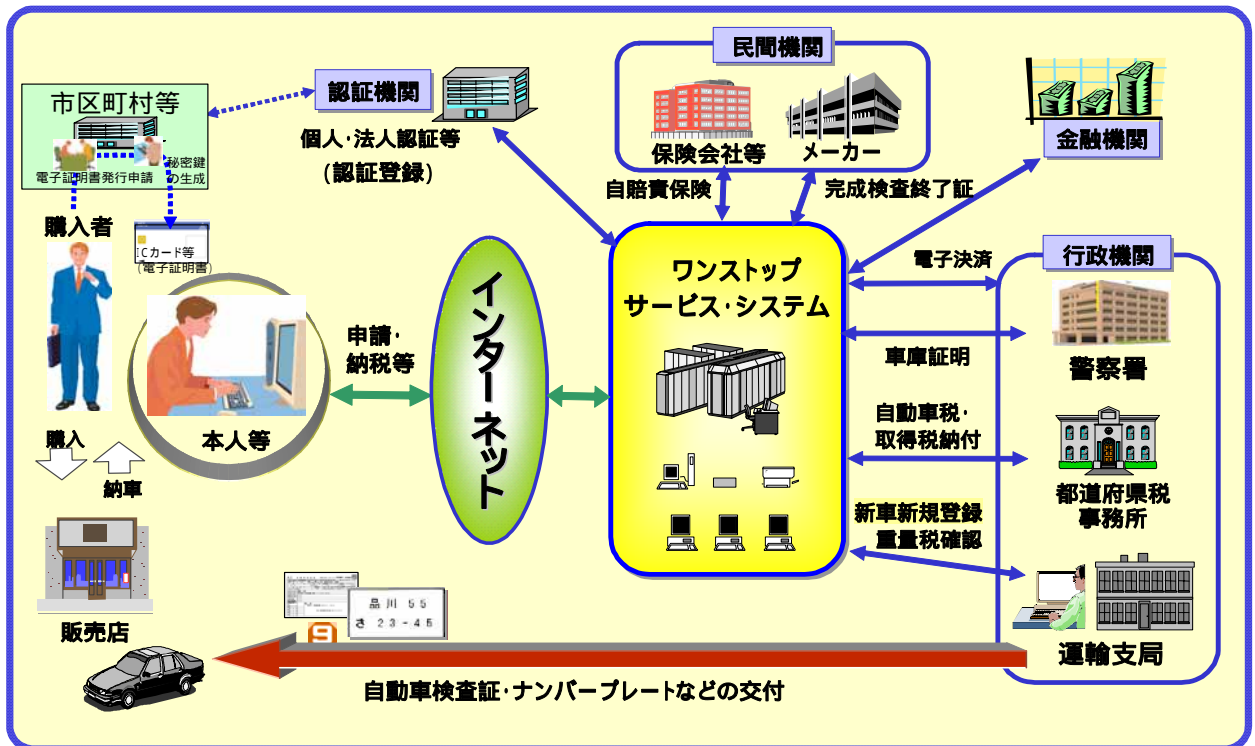 民間機関
認証機関
市区町村等
秘密鍵
の生成
電子証明書発行申請
個人・法人認証等
(認証登録)
保険会社等
メーカー
金融機関
自賠責保険
完成検査終了証
購入者
ICカード等
(電子証明書)
ワンストップ
サービス・システム
電子決済
行政機関
インターネット
申請・
納税等
車庫証明
警察署
本人等
自動車税・
取得税納付
購入
納車
都道府県税
事務所
新車新規登録
重量税確認
品川 55
さ 23-45
9
販売店
運輸支局
自動車検査証・ナンバープレートなどの交付